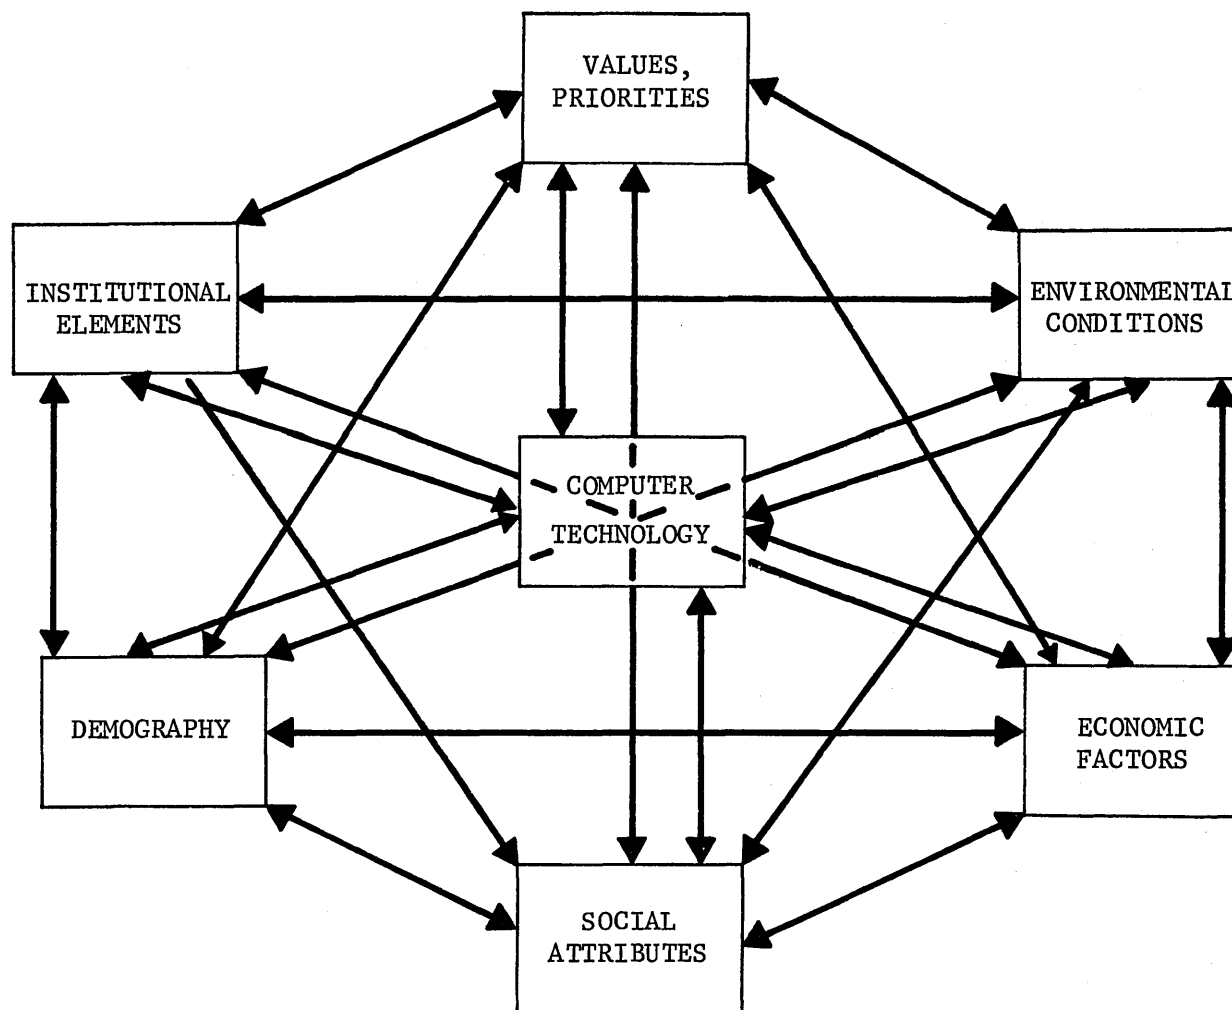 VALUES,
PRIORITIES
INSTITUTIONAL
ELEMENTS
ENVIRONMENTAL
CONDITIONS
COMPUTER
TECHNOLOGY
DEMOGRAPHY
ECONOMIC
FACTORS
SOCIAL
ATTRIBUTES